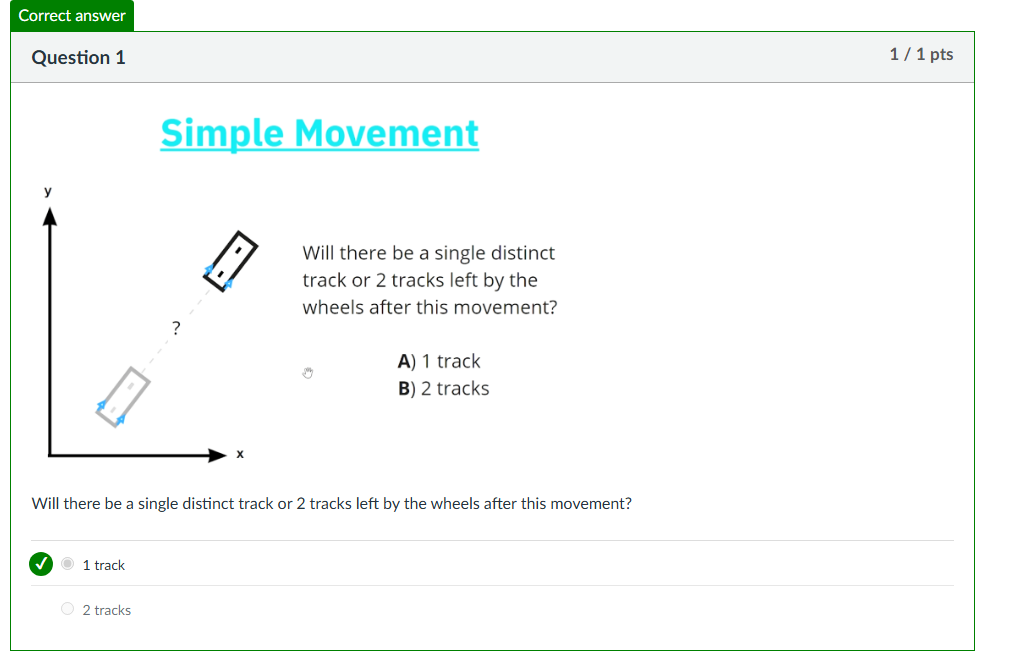 Correct answer
Question 1
1 / 1 pts
Simple Movement
y
Will there be a single distinct
track or 2 tracks left by the
wheels after this movement?
?
A) 1 track
B) 2 tracks
x
Will there be a single distinct track or 2 tracks left by the wheels after this movement?
1 track
2 tracks